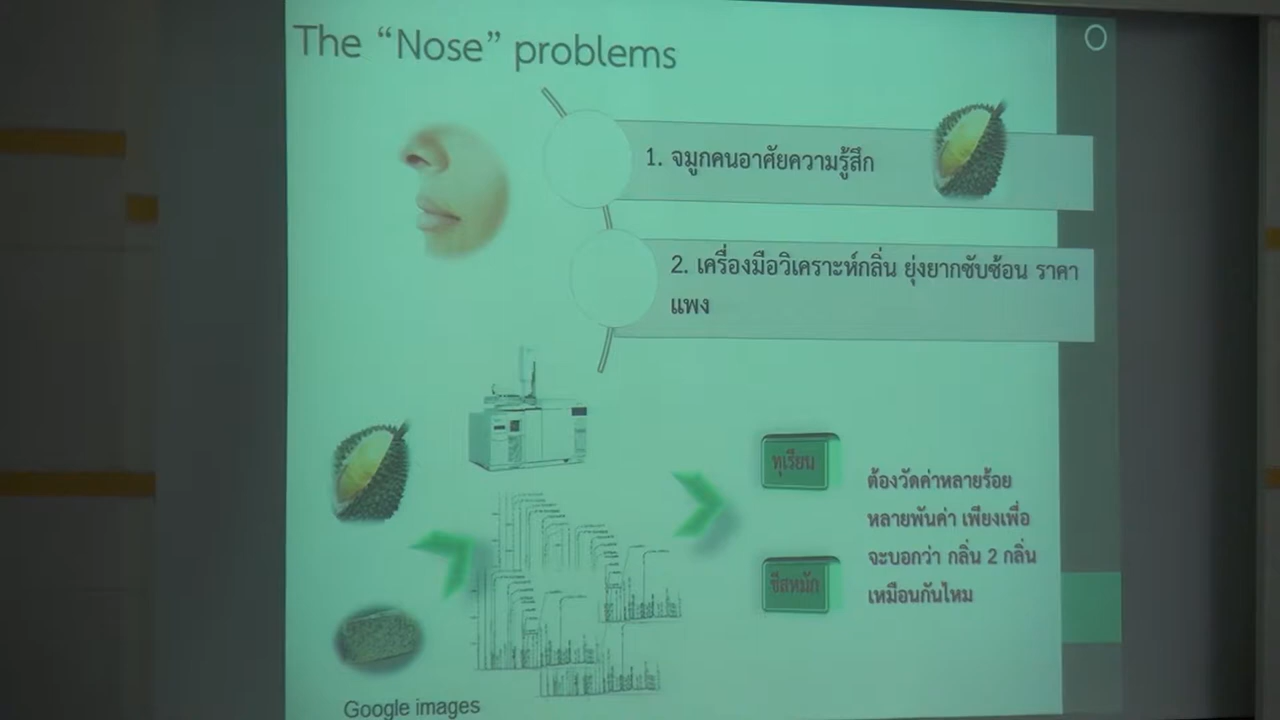 The “Nose” problems
1. จมูกคนอาศัยความรู้สึก
2. เครื่องมือวิเคราะห์กลิ่น ยุ่งยากซับซ้อน ราคา
แพง
ทุเรียน
ชีสหมัก
ต้องวัดค่าหลายร้อย
หลายพันค่า เพียงเพื่อ
จะบอกว่า กลิ่น 2 กลิ่น
เหมือนกันไหม
Google images